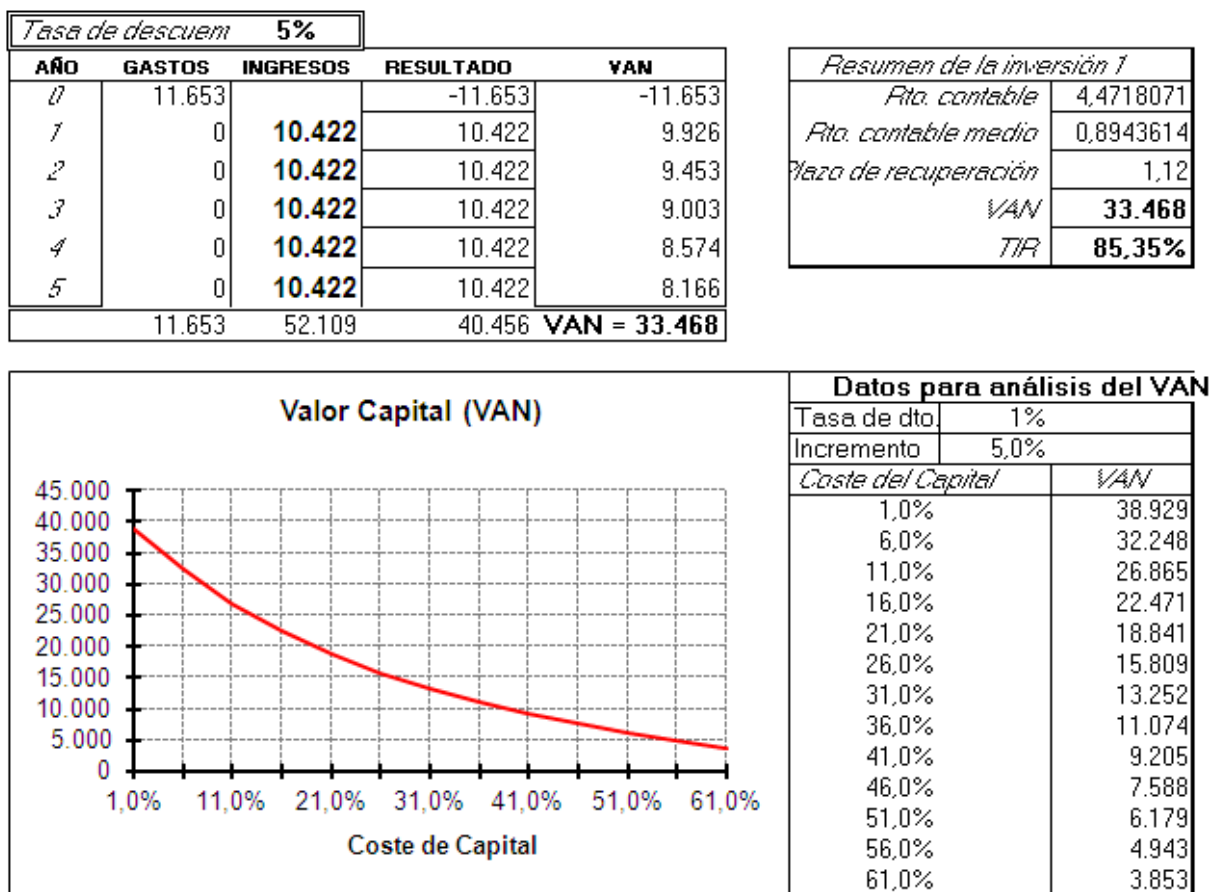 Tasa de descuem 5%
AÑO GASTOS INGRESOS RESULTADO VAN
0 11.653 -11.653 -11.653
1 0 10.422 10.422 9.926
2 0 10.422 10.422 9.453
3 0 10.422 10.422 9.003
4 0 10.422 10.422 8.574
5 0 10.422 10.422 8.166
11.653 52.109 40.456 VAN = 33.468
Resumen de la inversión 1
Rto. contable 4,4718071
Rto. contable medio 0,8943614
Plazo de recuperación 1,12
VAN 33.468
TIR 85,35%
Valor Capital (VAN)
45.000
40.000
35.000
30.000
25.000
20.000
15.000
10.000
5.000
0
1,0% 11,0% 21,0% 31,0% 41,0% 51,0% 61,0%
Coste de Capital
Datos para análisis del VAN
Tasa de dto. 1%
Incremento 5,0%
Coste del Capital VAN
1,0% 38.929
6,0% 32.248
11,0% 26.865
16,0% 22.471
21,0% 18.841
26,0% 15.809
31,0% 13.252
36,0% 11.074
41,0% 9.205
46,0% 7.588
51,0% 6.179
56,0% 4.943
61,0% 3.853